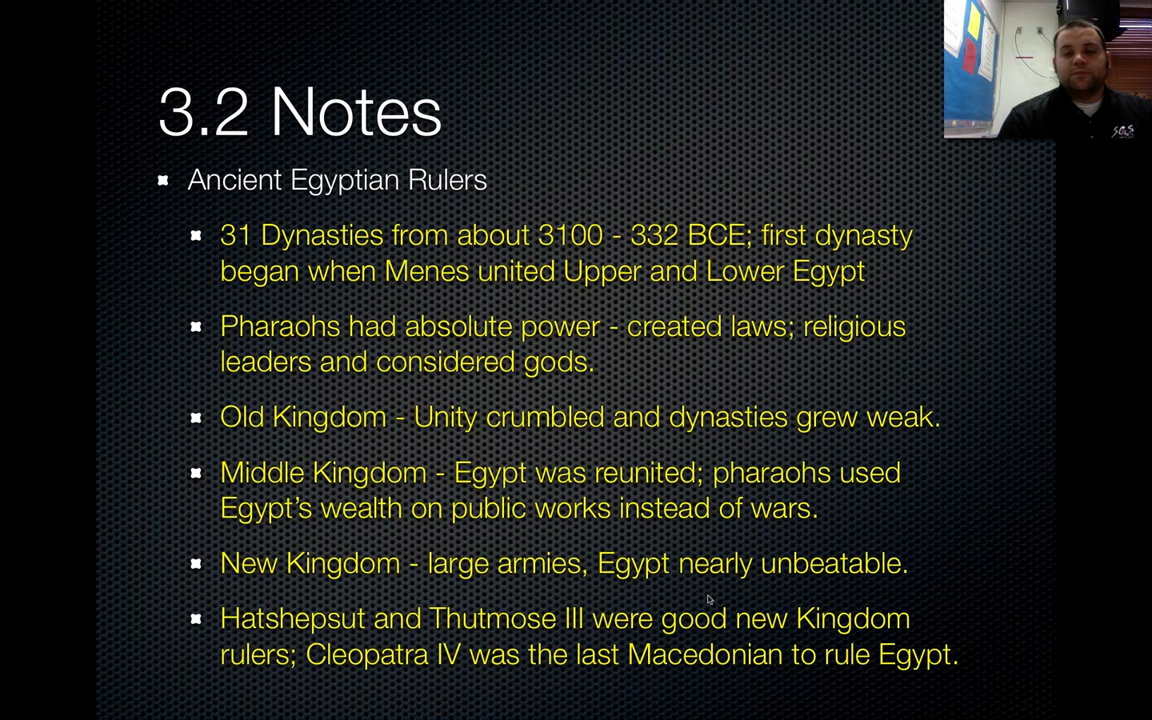 3.2 Notes
Ancient Egyptian Rulers
31 Dynasties from about 3100 - 332 BCE; first dynasty
began when Menes united Upper and Lower Egypt
Pharaohs had absolute power - created laws; religious
leaders and considered gods.
Old Kingdom - Unity crumbled and dynasties grew weak.
Middle Kingdom - Egypt was reunited; pharaohs used
Egypt's wealth on public works instead of wars.
New Kingdom - large armies, Egypt nearly unbeatable.
Hatshepsut and Thutmose III were good new Kingdom
rulers; Cleopatra IV was the last Macedonian to rule Egypt.